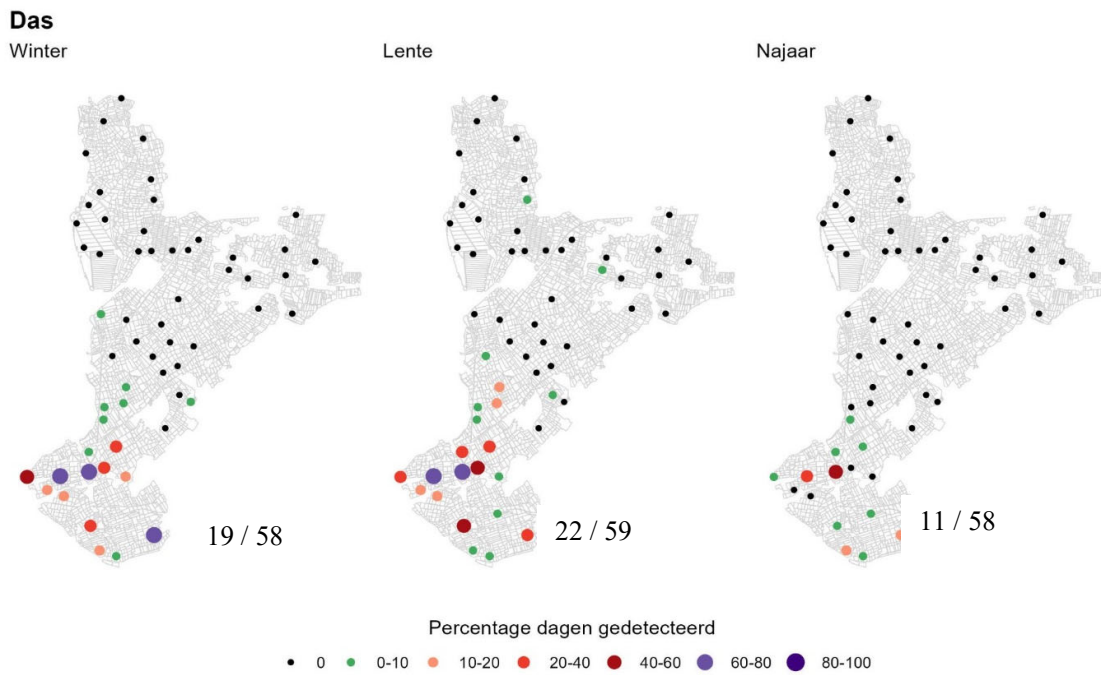 Das
Winter Lente Najaar
19 / 58 22 / 59 11 / 58
Percentage dagen gedetecteerd
0 0-10 10-20 20-40 40-60 60-80 80-100